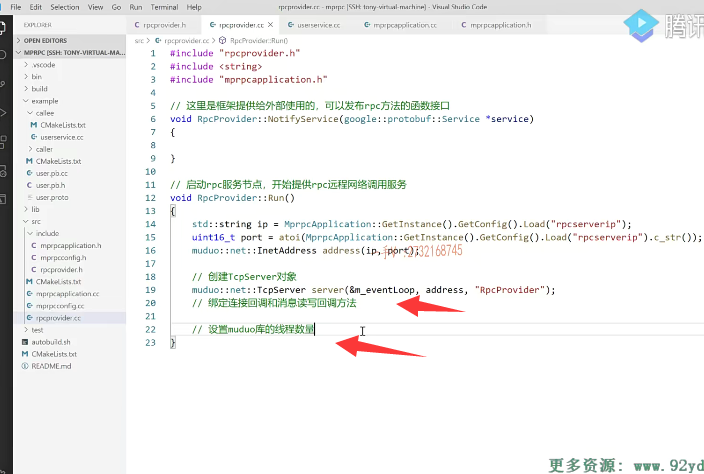 File Edit Selection View Go Run Terminal Help
rpcprovider.cc - mprpc [SSH: tony-virtual-machine] - Visual Studio Code
腾讯
EXPLORER
OPEN EDITORS
MPRPC [SSH: TONY-VIRTUAL-MA...
.vscode
bin
build
example
callee
CMakeLists.txt
userservice.cc
caller
CMakeLists.txt
user.pb.cc
user.pb.h
user.proto
lib
src
include
mprpcapplication.h
mprpcconfig.h
rpcprovider.h
CMakeLists.txt
mprpcapplication.cc
mprpcconfig.cc
rpcprovider.cc
test
autobuild.sh
CMakeLists.txt
README.md
rpcprovider.h
rpcprovider.cc
userservice.cc
mprpcapplication.cc
mprpcapplication.h
src > rpcprovider.cc > RpcProvider::Run()
1 #include "rpcprovider.h"
2 #include <string>
3 #include "mprpcapplication.h"
4
5 // 这里是框架提供给外部使用的，可以发布rpc方法的函数接口
6 void RpcProvider::NotifyService(google::protobuf::Service *service)
7 {
8
9 }
10
11 // 启动rpc服务节点，开始提供rpc远程网络调用服务
12 void RpcProvider::Run()
13 {
14 std::string ip = MprpcApplication::GetInstance().GetConfig().Load("rpcserverip");
15 uint16_t port = atoi(MprpcApplication::GetInstance().GetConfig().Load("rpcserverip").c_str());
16 muduo::net::InetAddress address(ip, port);
17
18 // 创建TcpServer对象
19 muduo::net::TcpServer server(&m_eventLoop, address, "RpcProvider");
20 // 绑定连接回调和消息读写回调方法
21
22 // 设置muduo库的线程数量
23 }
更多资源: www.92yd